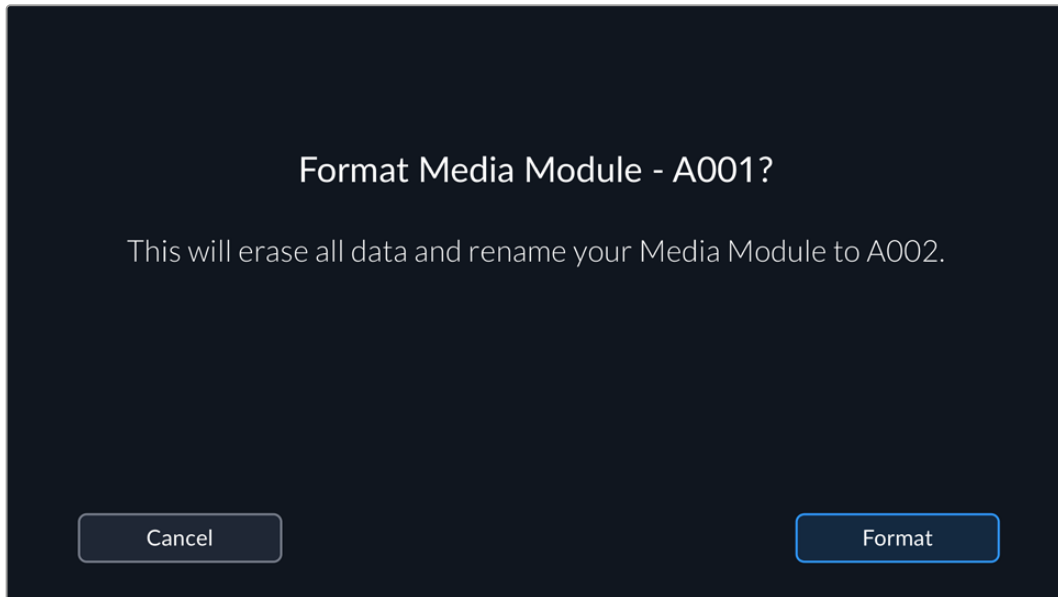 Format Media Module - A001?
This will erase all data and rename your Media Module to A002.
Cancel
Format